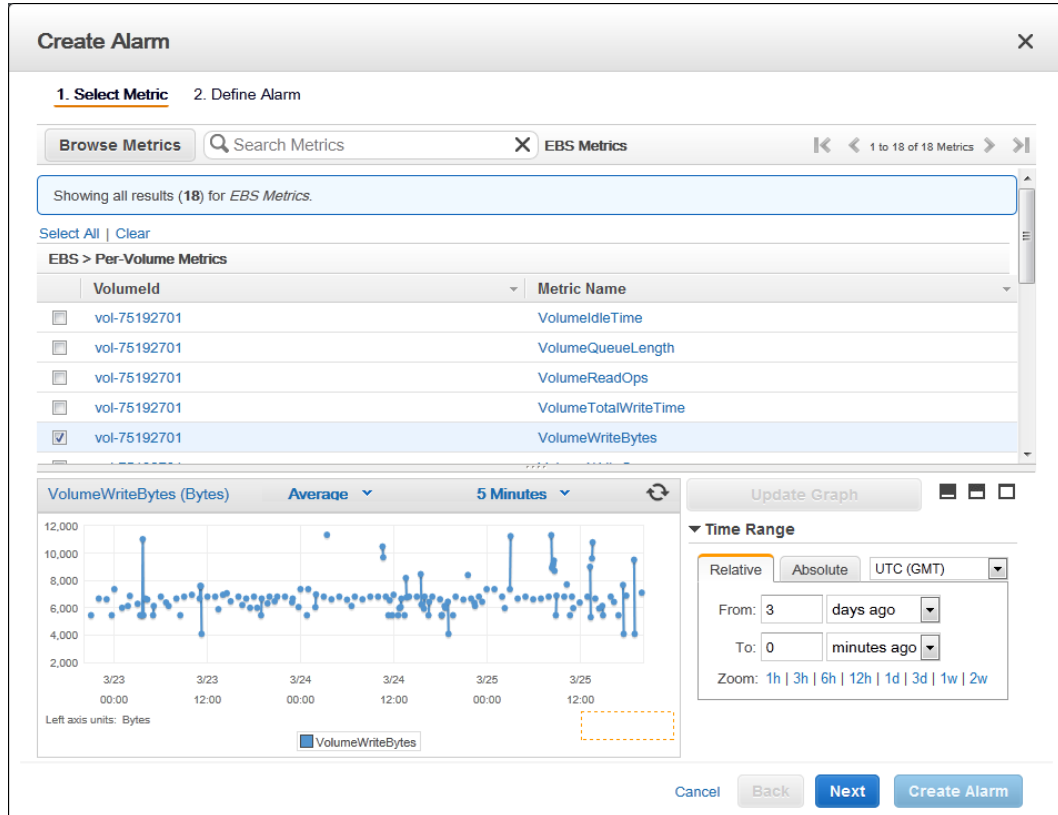 Create Alarm
1. Select Metric 2. Define Alarm
Browse Metrics Search Metrics EBS Metrics 1 to 18 of 18 Metrics
Showing all results (18) for EBS Metrics.
Select All | Clear
EBS > Per-Volume Metrics
VolumeId Metric Name
vol-75192701 VolumeIdleTime
vol-75192701 VolumeQueueLength
vol-75192701 VolumeReadOps
vol-75192701 VolumeTotalWriteTime
vol-75192701 VolumeWriteBytes
VolumeWriteBytes (Bytes) Average 5 Minutes
12,000
10,000
8,000
6,000
4,000
2,000
3/23 3/23 3/24 3/24 3/25 3/25
00:00 12:00 00:00 12:00 00:00 12:00
Left axis units: Bytes
VolumeWriteBytes
Update Graph
Time Range
Relative Absolute UTC (GMT)
From: 3 days ago
To: 0 minutes ago
Zoom: 1h | 3h | 6h | 12h | 1d | 3d | 1w | 2w
Cancel Back Next Create Alarm